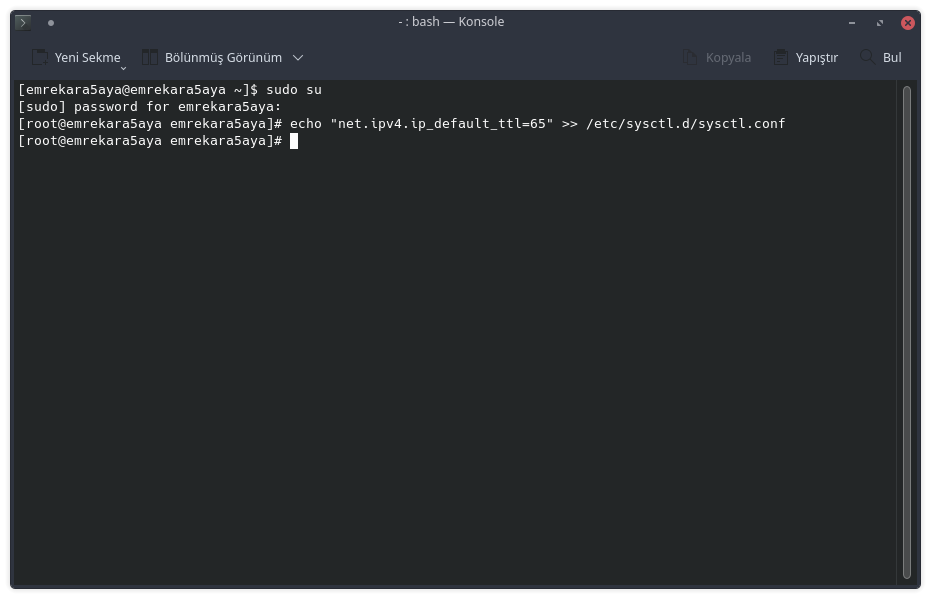 - : bash — Konsole
Yeni Sekme Bölünmüş Görünüm Kopyala Yapıştır Bul
[emrekara5aya@emrekara5aya ~]$ sudo su
[sudo] password for emrekara5aya:
[root@emrekara5aya emrekara5aya]# echo "net.ipv4.ip_default_ttl=65" >> /etc/sysctl.d/sysctl.conf
[root@emrekara5aya emrekara5aya]#